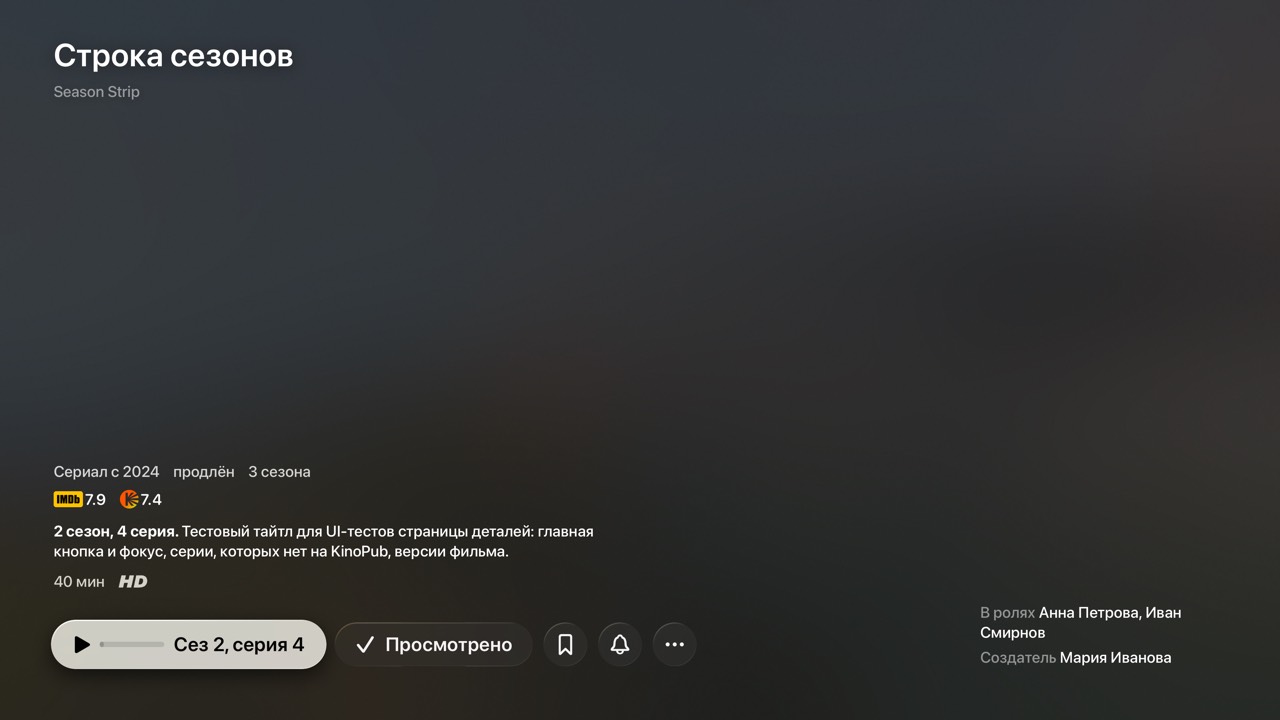 Строка сезонов
Season Strip
Сериал с 2024 продлён 3 сезона
IMDb 7.9 7.4
2 сезон, 4 серия. Тестовый тайтл для UI-тестов страницы деталей: главная
кнопка и фокус, серии, которых нет на KinoPub, версии фильма.
40 мин HD
Сез 2, серия 4 Просмотрено
В ролях Анна Петрова, Иван
Смирнов
Создатель Мария Иванова